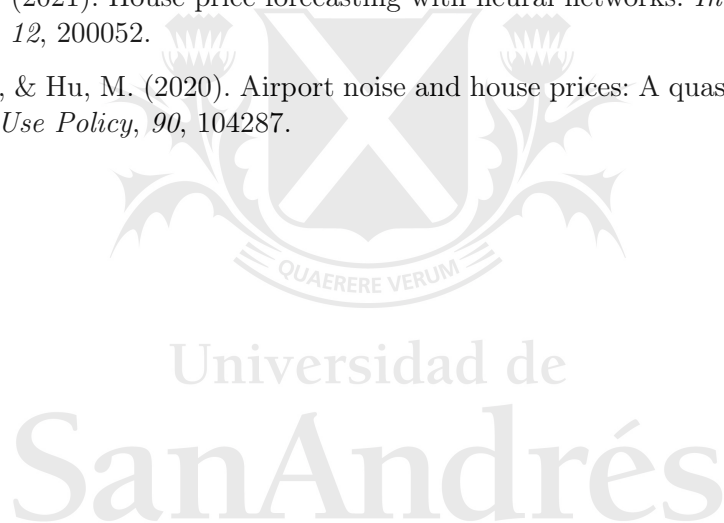 (2021). House price forecasting with neural networks. In
12, 200052.
, & Hu, M. (2020). Airport noise and house prices: A quas
Use Policy, 90, 104287.
QUAERERE VERUM
Universidad de
SanAndrés